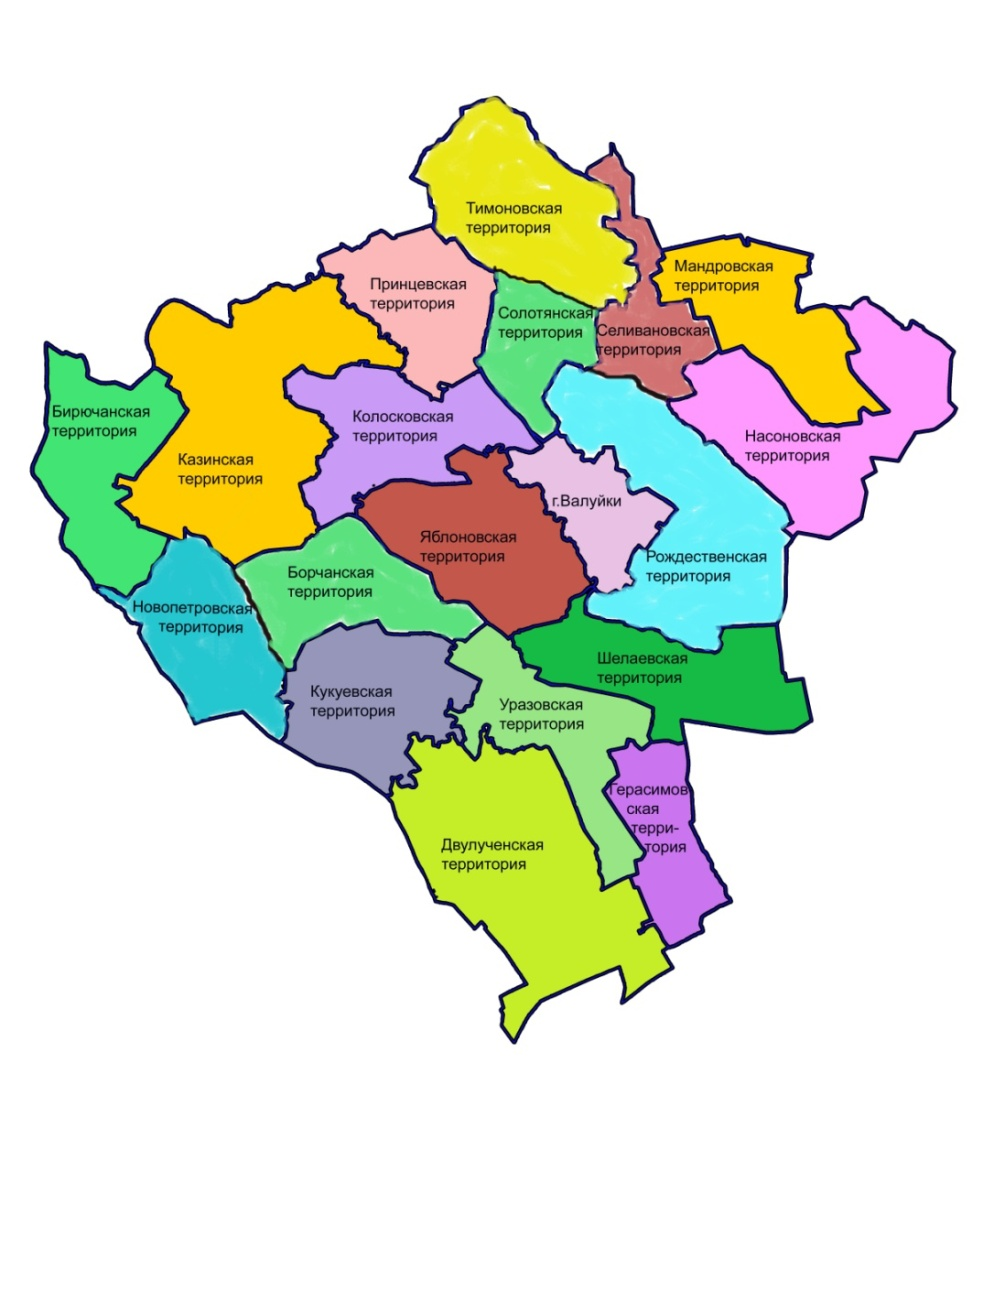 Тимоновская
территория
Мандровская
территория
Принцевская
территория
Солотянская
территория
Селивановская
территория
Бирючанская
территория
Колосковская
территория
Насоновская
территория
Казинская
территория
г.Валуйки
Яблоновская
территория
Рождественская
территория
Борчанская
территория
Новопетровская
территория
Шелаевская
территория
Кукуевская
территория
Уразовская
территория
Герасимов
ская
терри-
тория
Двулученская
территория